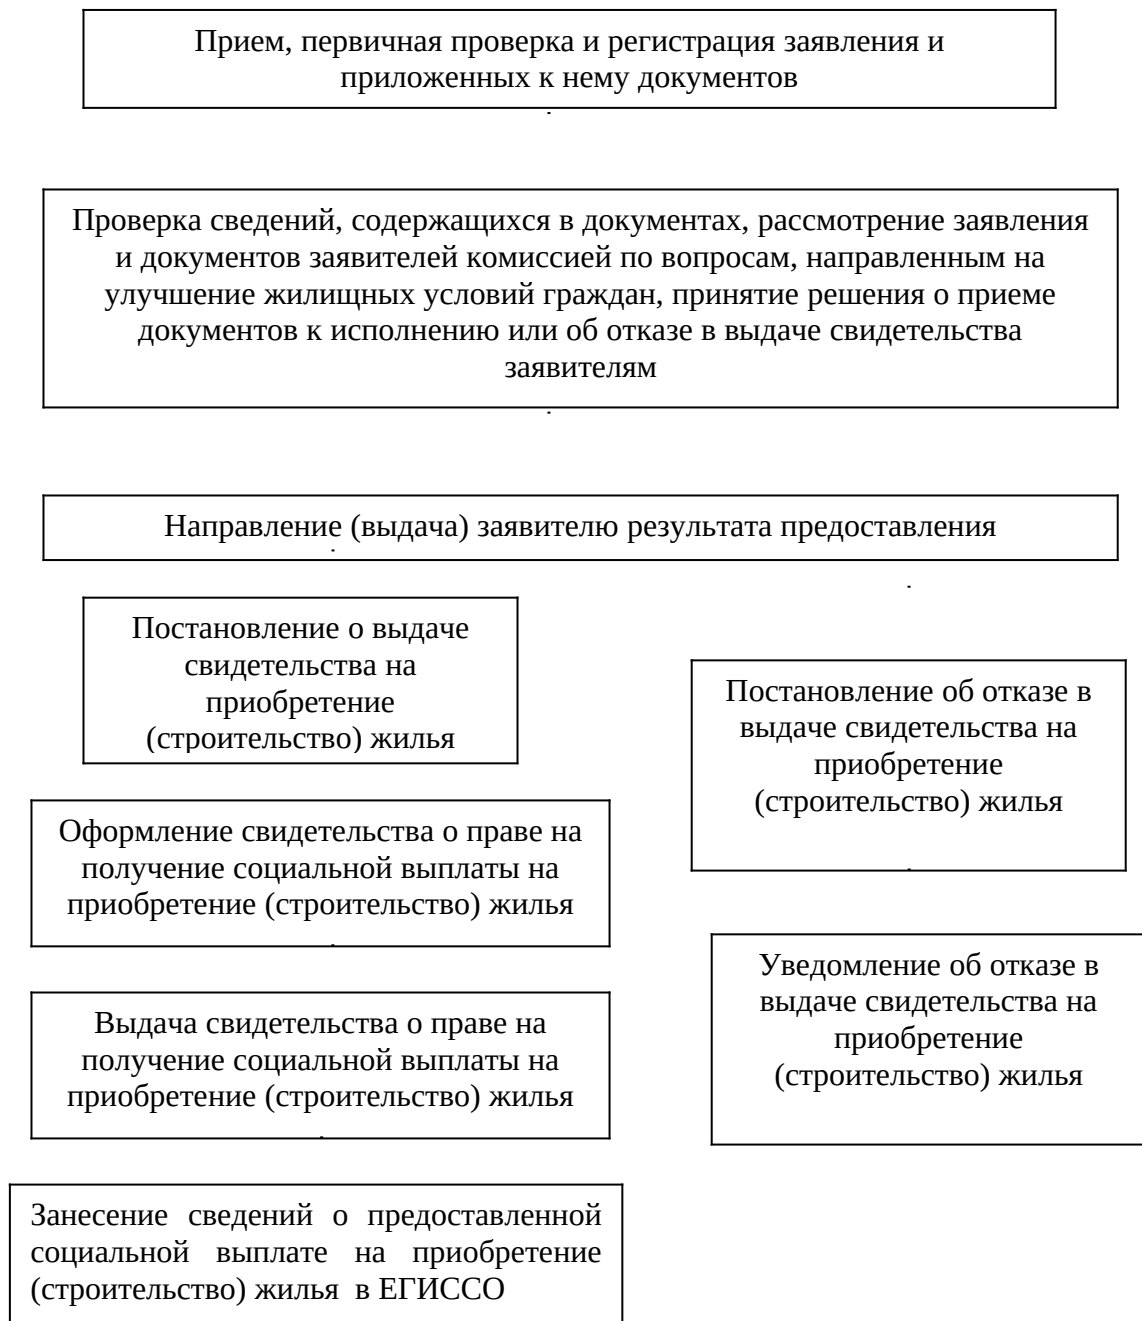 Прием, первичная проверка и регистрация заявления и
приложенных к нему документов
Проверка сведений, содержащихся в документах, рассмотрение заявления
и документов заявителей комиссией по вопросам, направленным на
улучшение жилищных условий граждан, принятие решения о приеме
документов к исполнению или об отказе в выдаче свидетельства
заявителям
Направление (выдача) заявителю результата предоставления
Постановление о выдаче
свидетельства на
приобретение
(строительство) жилья
Постановление об отказе в
выдаче свидетельства на
приобретение
(строительство) жилья
Оформление свидетельства о праве на
получение социальной выплаты на
приобретение (строительство) жилья
Уведомление об отказе в
выдаче свидетельства на
приобретение
(строительство) жилья
Выдача свидетельства о праве на
получение социальной выплаты на
приобретение (строительство) жилья
Занесение сведений о предоставленной
социальной выплате на приобретение
(строительство) жилья в ЕГИССО